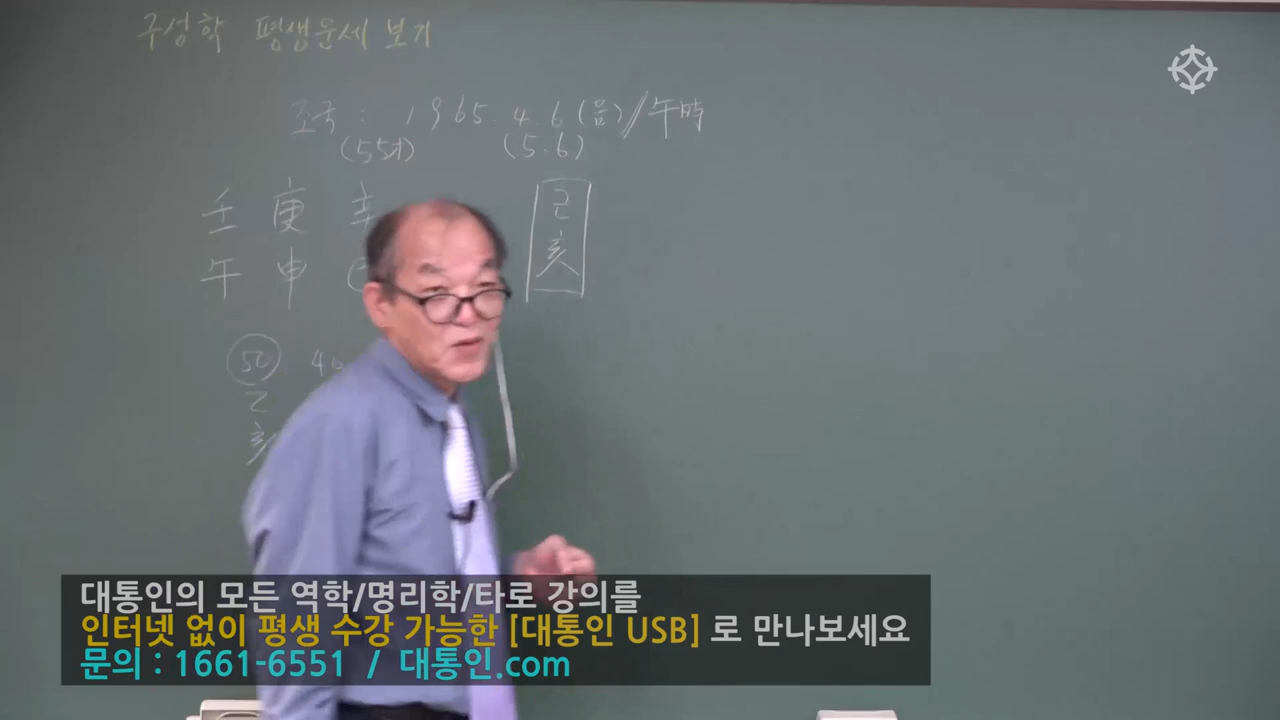 구성학 평생운세 보기
조국 : 1965. 4. 6 (음) // 午時
(55才) (5. 6)
壬 庚 辛 己
午 申 巳 亥
50 40
乙
亥
대통인의 모든 역학/명리학/타로 강의를
인터넷 없이 평생 수강 가능한 [대통인 USB] 로 만나보세요
문의 : 1661-6551 / 대통인.com